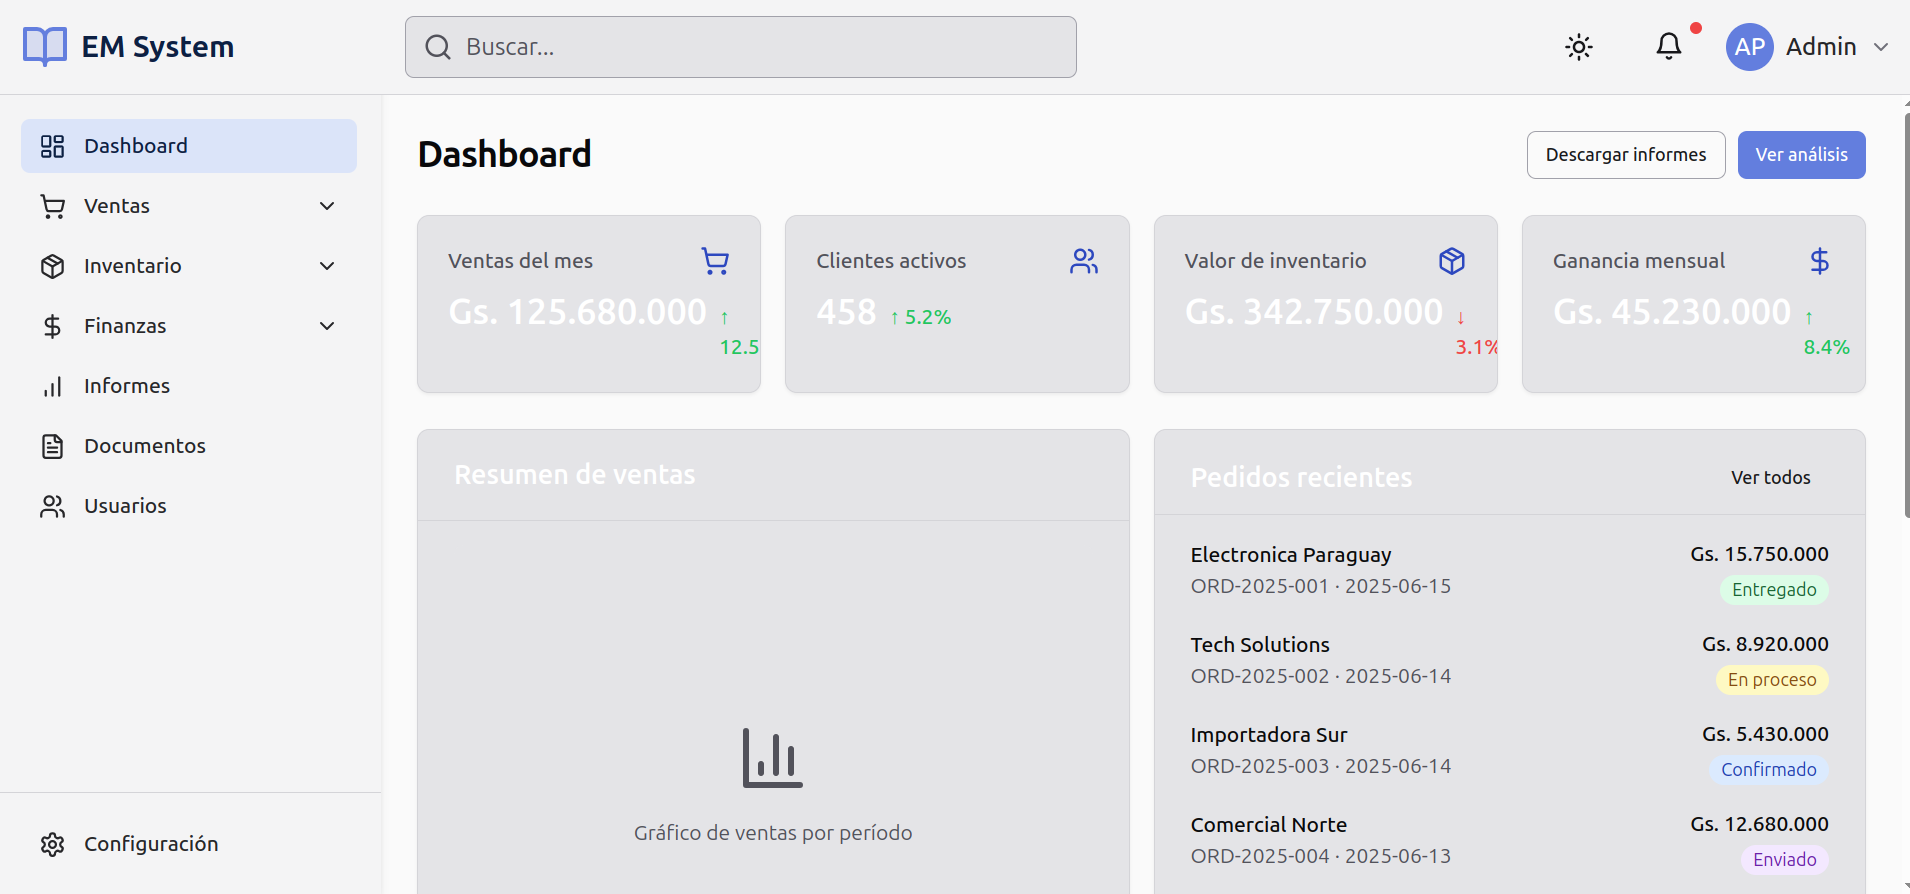 EM System
Buscar...
AP Admin
Dashboard
Ventas
Inventario
Finanzas
Informes
Documentos
Usuarios
Configuración
Dashboard
Descargar informes
Ver análisis
Ventas del mes
Gs. 125.680.000 ↑
12.5
Clientes activos
458 ↑ 5.2%
Valor de inventario
Gs. 342.750.000 ↓
3.1%
Ganancia mensual
Gs. 45.230.000 ↑
8.4%
Resumen de ventas
Gráfico de ventas por período
Pedidos recientes
Ver todos
Electronica Paraguay
Gs. 15.750.000
ORD-2025-001 · 2025-06-15
Entregado
Tech Solutions
Gs. 8.920.000
ORD-2025-002 · 2025-06-14
En proceso
Importadora Sur
Gs. 5.430.000
ORD-2025-003 · 2025-06-14
Confirmado
Comercial Norte
Gs. 12.680.000
ORD-2025-004 · 2025-06-13
Enviado